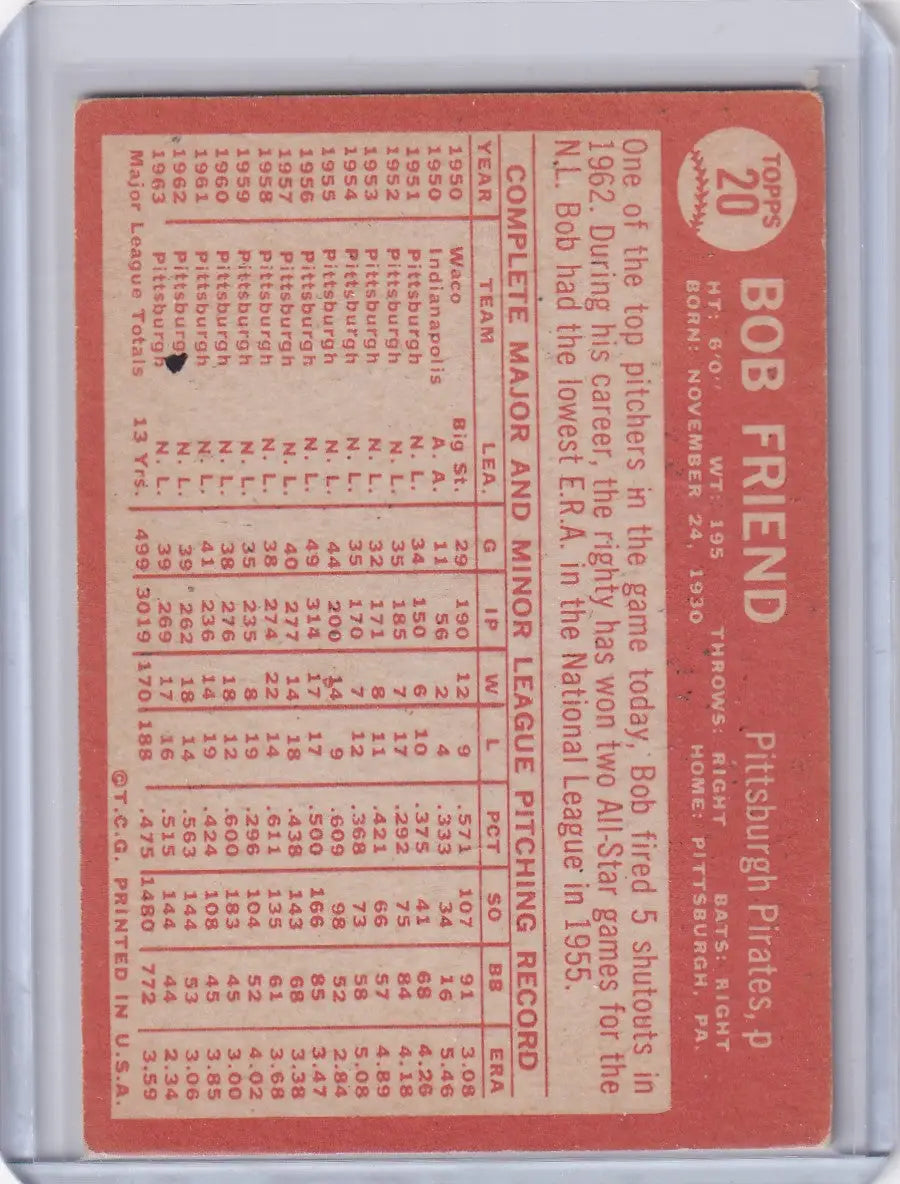 TOPPS
20
BOB FRIEND
Pittsburgh Pirates, p
HT: 6'0" WT: 195 THROWS: RIGHT BATS: RIGHT
BORN: NOVEMBER 24, 1930 HOME: PITTSBURGH, PA.
One of the top pitchers in the game today, Bob fired 5 shutouts in
1962. During his career, the righty has won two All-Star games for the
N.L. Bob had the lowest E.R.A. in the National League in 1955.
COMPLETE MAJOR AND MINOR LEAGUE PITCHING RECORD
YEAR TEAM LEA. G IP W L PCT SO BB ERA
1950 Waco Big St. 29 190 12 9 .571 107 91 3.08
1950 Indianapolis A. A. 11 56 2 4 .333 34 16 5.46
1951 Pittsburgh N. L. 34 150 6 10 .375 41 68 4.26
1952 Pittsburgh N. L. 35 185 7 17 .292 75 84 4.18
1953 Pittsburgh N. L. 32 171 8 11 .421 66 57 4.89
1954 Pittsburgh N. L. 35 170 7 12 .368 73 58 5.08
1955 Pittsburgh N. L. 44 200 14 9 .609 98 52 2.84
1956 Pittsburgh N. L. 49 314 17 17 .500 166 85 3.47
1957 Pittsburgh N. L. 40 277 14 18 .438 143 68 3.38
1958 Pittsburgh N. L. 38 274 22 14 .611 135 61 3.68
1959 Pittsburgh N. L. 35 235 8 19 .296 104 52 4.02
1960 Pittsburgh N. L. 38 276 18 12 .600 183 45 3.00
1961 Pittsburgh N. L. 41 236 14 19 .424 108 45 3.85
1962 Pittsburgh N. L. 39 262 18 14 .563 144 53 3.06
1963 Pittsburgh N. L. 39 269 17 16 .515 144 44 2.34
Major League Totals 13 Yrs. 499 3019 170 188 .475 1480 772 3.59
©T.C.G. PRINTED IN U.S.A.